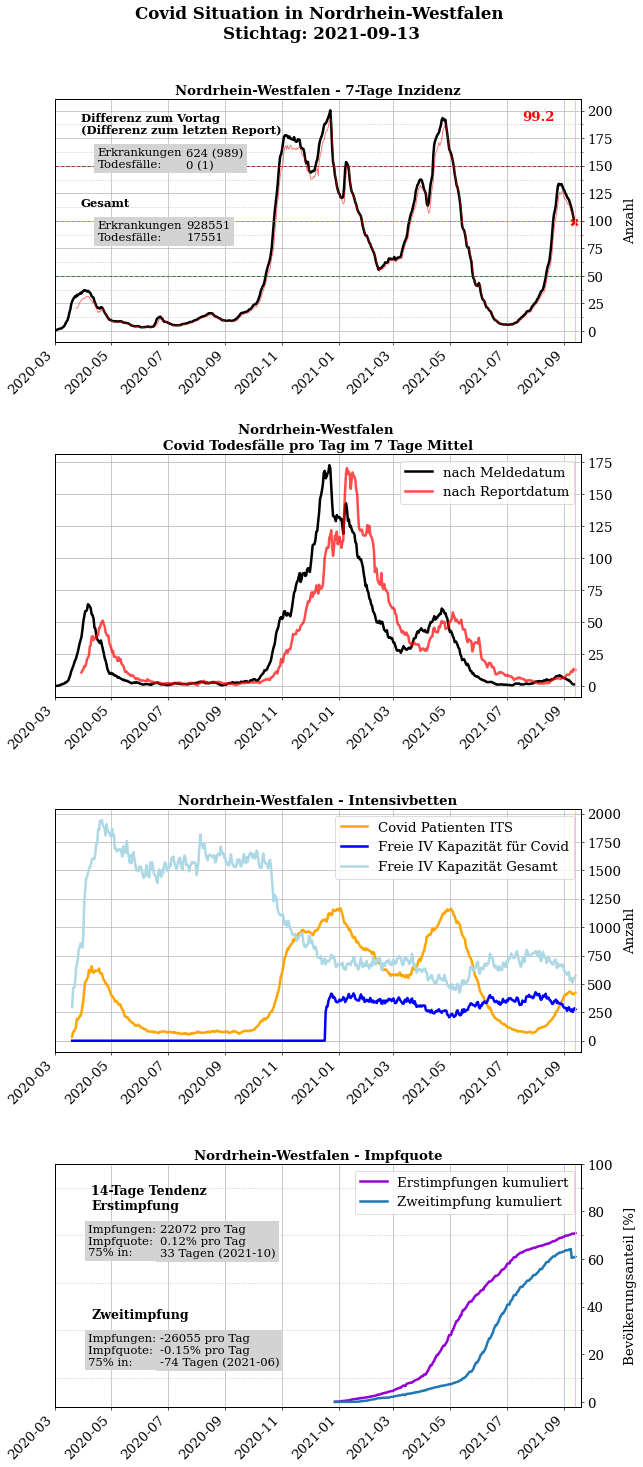 Covid Situation in Nordrhein-Westfalen
Stichtag: 2021-09-13
Nordrhein-Westfalen - 7-Tage Inzidenz
Differenz zum Vortag
(Differenz zum letzten Report)
Erkrankungen 624 (989)
Todesfälle: 0 (1)
Gesamt
Erkrankungen 928551
Todesfälle: 17551
99.2
200
175
150
125
100
75
50
25
0
Anzahl
2020-03 2020-05 2020-07 2020-09 2020-11 2021-01 2021-03 2021-05 2021-07 2021-09
Nordrhein-Westfalen
Covid Todesfälle pro Tag im 7 Tage Mittel
nach Meldedatum
nach Reportdatum
175
150
125
100
75
50
25
0
2020-03 2020-05 2020-07 2020-09 2020-11 2021-01 2021-03 2021-05 2021-07 2021-09
Nordrhein-Westfalen - Intensivbetten
Covid Patienten ITS
Freie IV Kapazität für Covid
Freie IV Kapazität Gesamt
2000
1750
1500
1250
1000
750
500
250
0
Anzahl
2020-03 2020-05 2020-07 2020-09 2020-11 2021-01 2021-03 2021-05 2021-07 2021-09
Nordrhein-Westfalen - Impfquote
14-Tage Tendenz
Erstimpfung
Impfungen: 22072 pro Tag
Impfquote: 0.12% pro Tag
75% in: 33 Tagen (2021-10)
Zweitimpfung
Impfungen: -26055 pro Tag
Impfquote: -0.15% pro Tag
75% in: -74 Tagen (2021-06)
Erstimpfungen kumuliert
Zweitimpfung kumuliert
100
80
60
40
20
0
Bevölkerungsanteil [%]
2020-03 2020-05 2020-07 2020-09 2020-11 2021-01 2021-03 2021-05 2021-07 2021-09